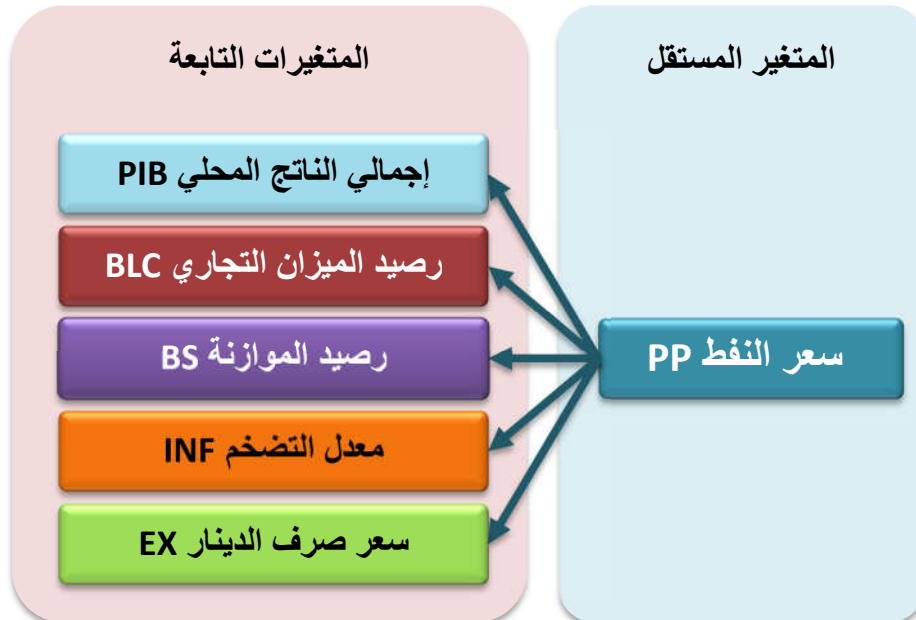 المتغير المستقل
المتغيرات التابعة
إجمالي الناتج المحلي PIB
رصيد الميزان التجاري BLC
سعر النفط PP
رصيد الموازنة BS
معدل التضخم INF
سعر صرف الدينار EX